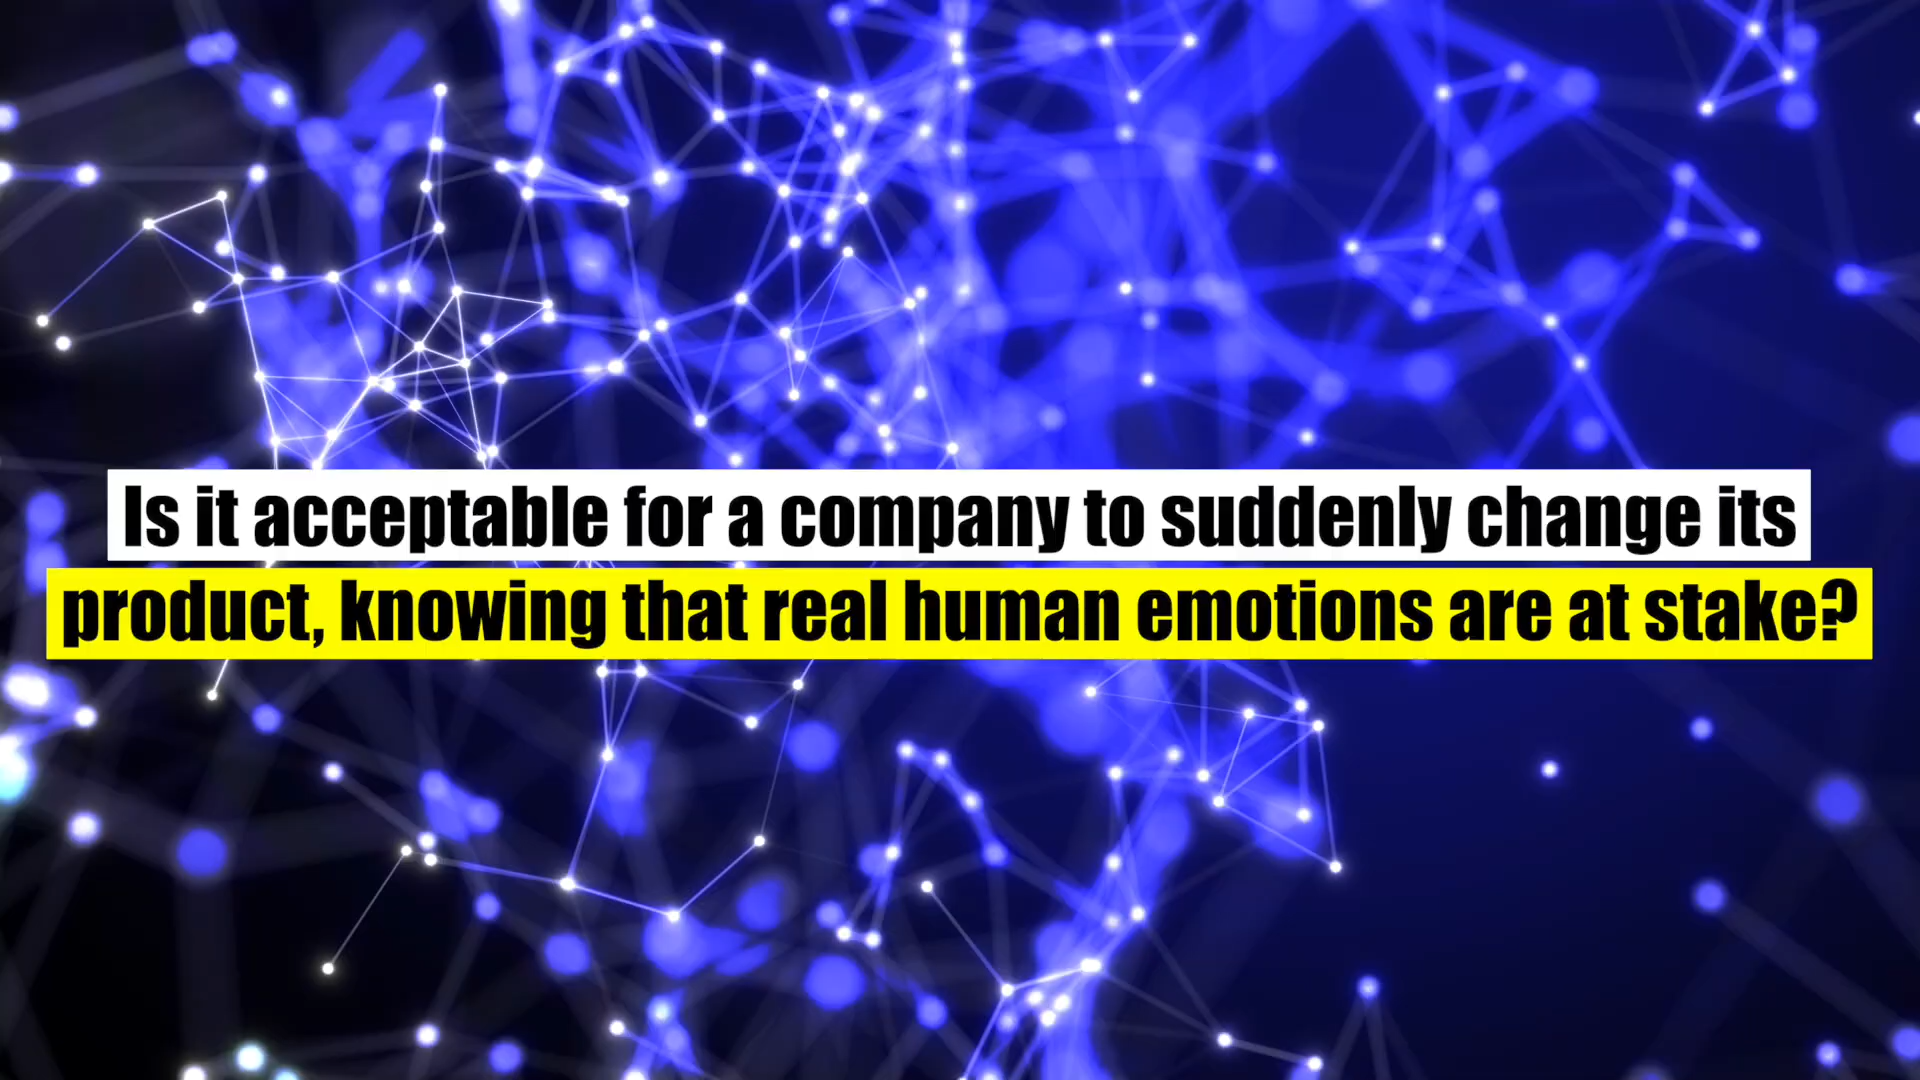 Is it acceptable for a company to suddenly change its
product, knowing that real human emotions are at stake?